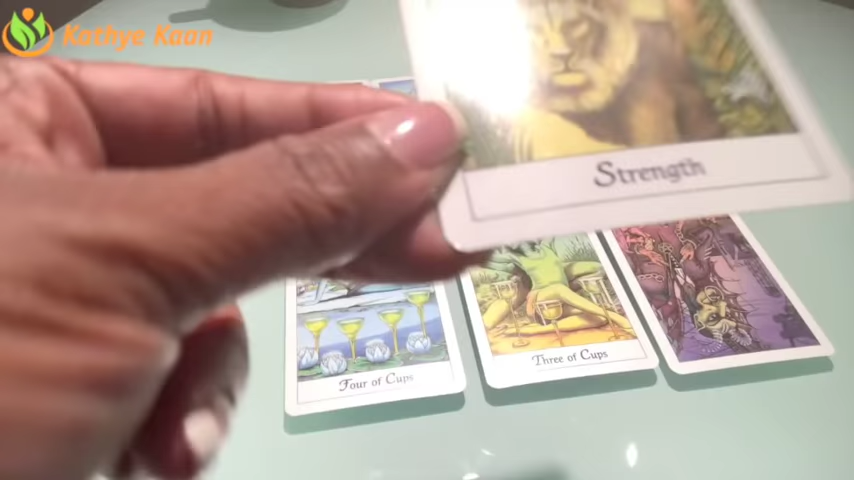 Kathye Kaan
Strength
Four of Cups
Three of Cups